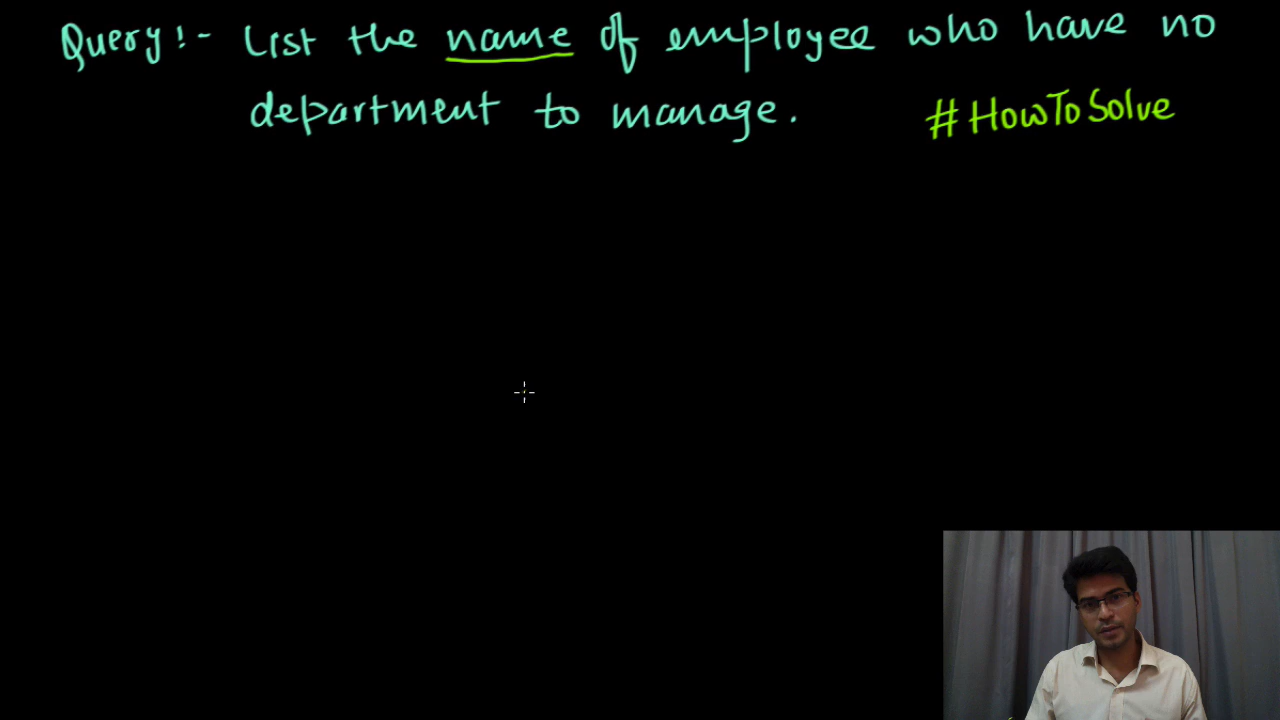 Query:- List the name of employee who have no
department to manage. #HowToSolve